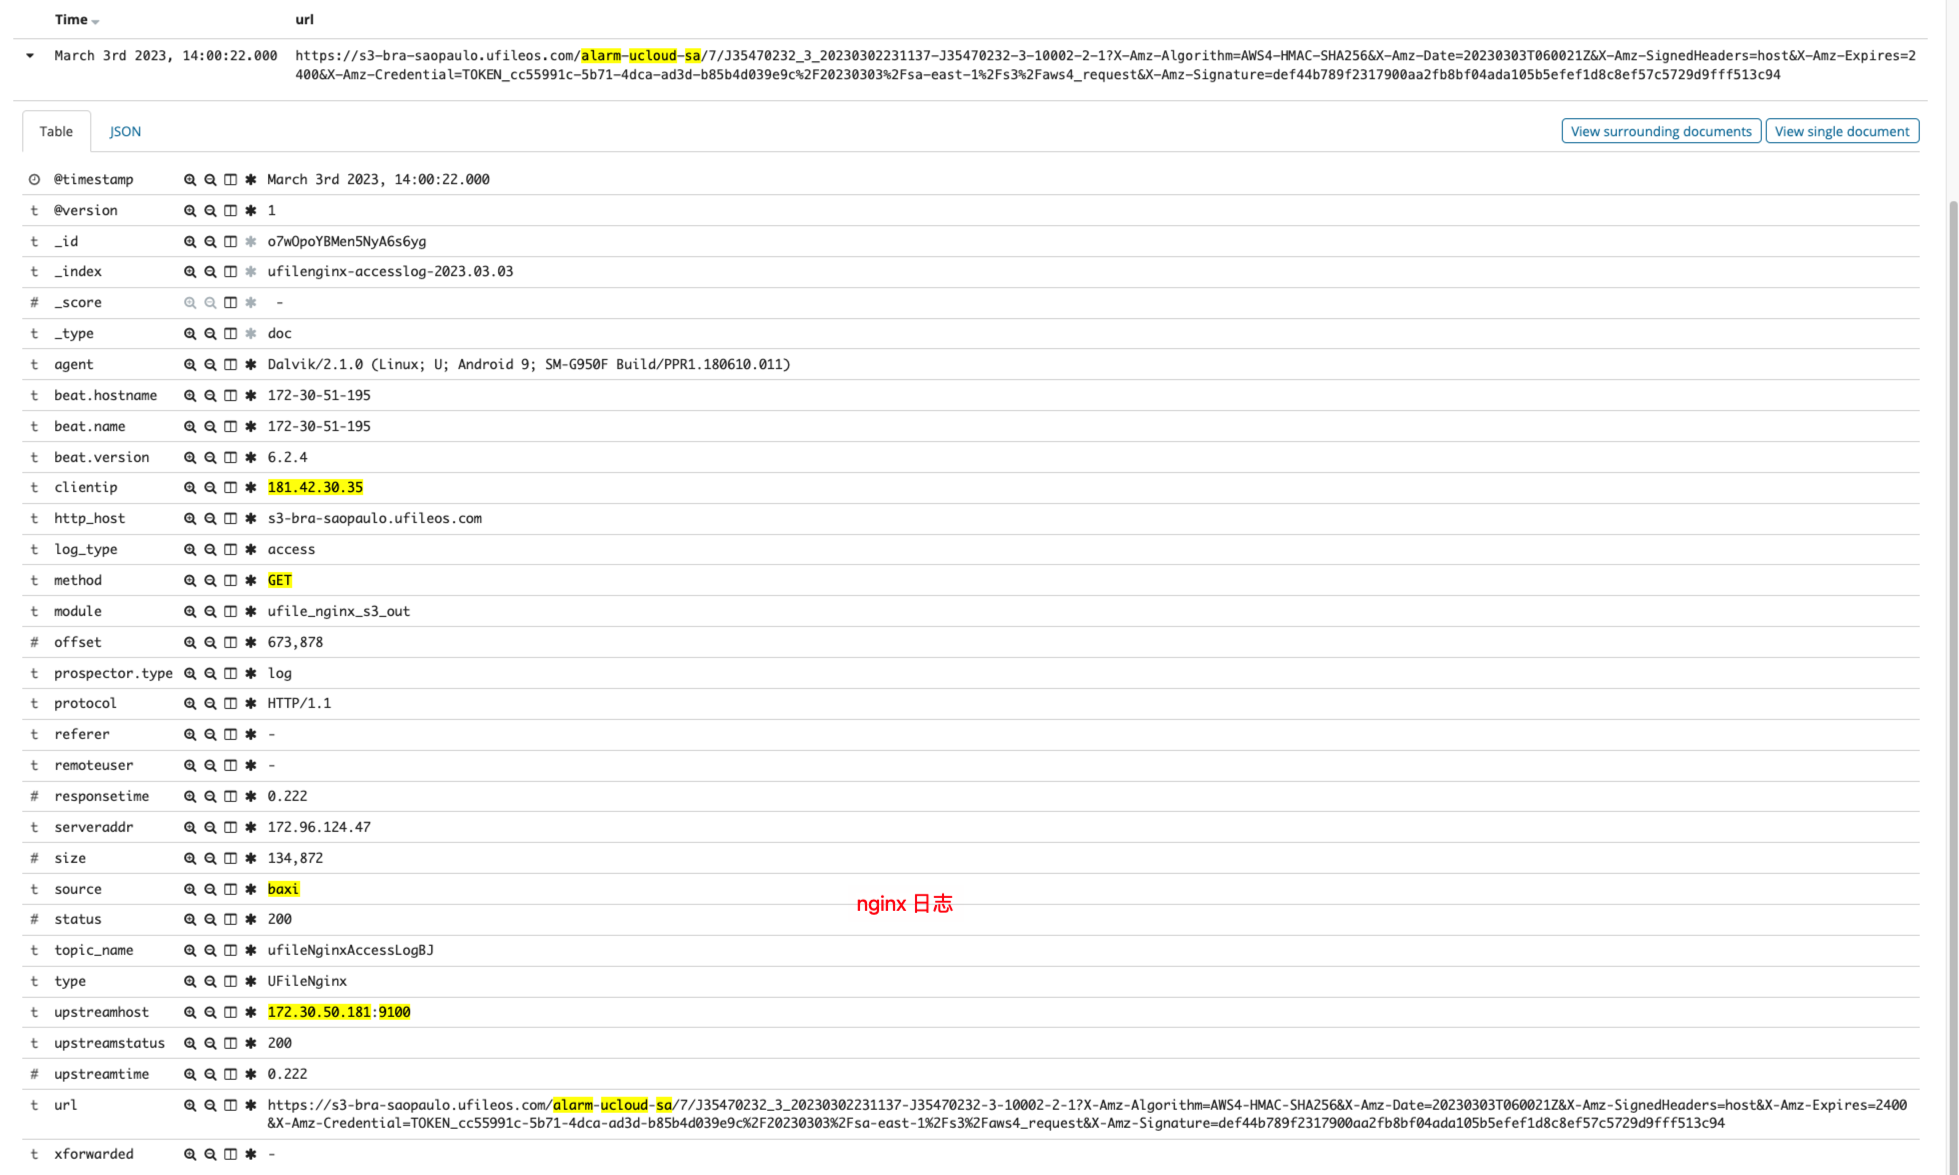 Time url
March 3rd 2023, 14:00:22.000 https://s3-bra-saopaulo.ufileos.com/alarm-ucloud-sa/7/J35470232_3_20230302231137-J35470232-3-10002-2-1?X-Amz-Algorithm=AWS4-HMAC-SHA256&X-Amz-Date=20230303T060021Z&X-Amz-SignedHeaders=host&X-Amz-Expires=2
400&X-Amz-Credential=TOKEN_cc55991c-5b71-4dca-ad3d-b85b4d039e9c%2F20230303%2Fsa-east-1%2Fs3%2Faws4_request&X-Amz-Signature=def44b789f2317900aa2fb8bf04ada105b5efef1d8c8ef57c5729d9fff513c94
Table JSON View surrounding documents View single document
@timestamp March 3rd 2023, 14:00:22.000
t @version 1
t _id o7wOpoYBMen5NyA6s6yg
t _index ufilenginx-accesslog-2023.03.03
# _score -
t _type doc
t agent Dalvik/2.1.0 (Linux; U; Android 9; SM-G950F Build/PPR1.180610.011)
t beat.hostname 172-30-51-195
t beat.name 172-30-51-195
t beat.version 6.2.4
t clientip 181.42.30.35
t http_host s3-bra-saopaulo.ufileos.com
t log_type access
t method GET
t module ufile_nginx_s3_out
# offset 673,878
t prospector.type log
t protocol HTTP/1.1
t referer -
t remoteuser -
# responsetime 0.222
t serveraddr 172.96.124.47
# size 134,872
t source baxi
nginx 日志
# status 200
t topic_name ufileNginxAccessLogBJ
t type UFileNginx
t upstreamhost 172.30.50.181:9100
t upstreamstatus 200
# upstreamtime 0.222
t url https://s3-bra-saopaulo.ufileos.com/alarm-ucloud-sa/7/J35470232_3_20230302231137-J35470232-3-10002-2-1?X-Amz-Algorithm=AWS4-HMAC-SHA256&X-Amz-Date=20230303T060021Z&X-Amz-SignedHeaders=host&X-Amz-Expires=2400
&X-Amz-Credential=TOKEN_cc55991c-5b71-4dca-ad3d-b85b4d039e9c%2F20230303%2Fsa-east-1%2Fs3%2Faws4_request&X-Amz-Signature=def44b789f2317900aa2fb8bf04ada105b5efef1d8c8ef57c5729d9fff513c94
t xforwarded -